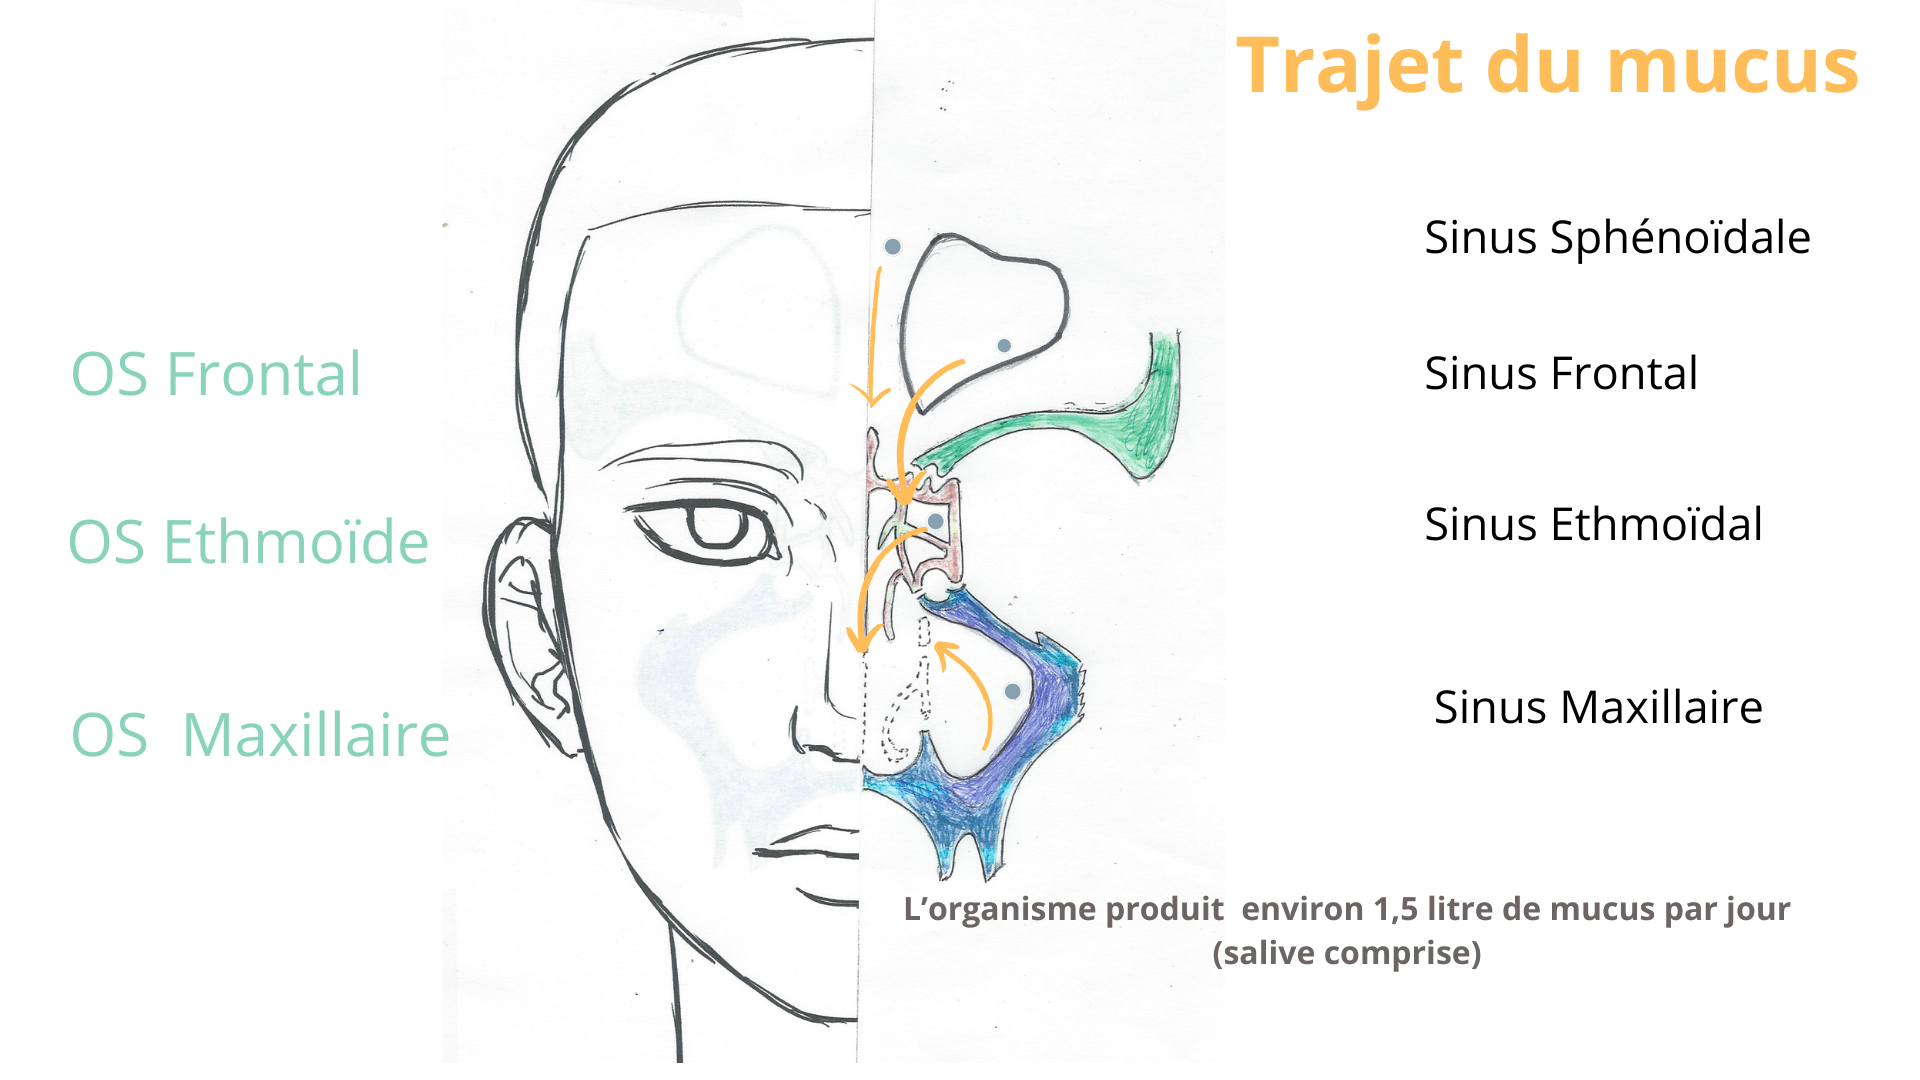 Trajet du mucus
Sinus Sphénoïdale
OS Frontal
Sinus Frontal
OS Ethmoïde
Sinus Ethmoïdal
OS  Maxillaire
Sinus Maxillaire
L’organisme produit  environ 1,5 litre de mucus par jour
(salive comprise)